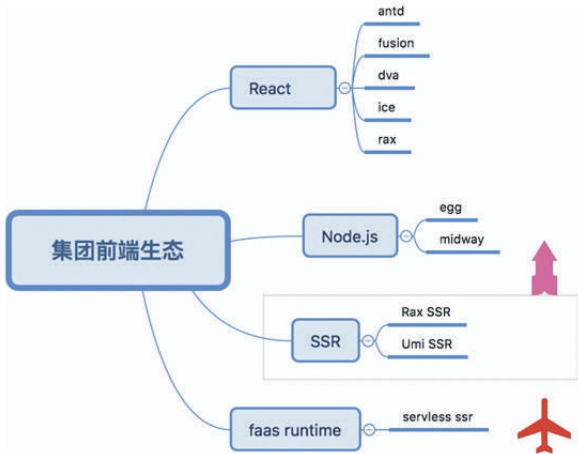 集团前端生态
React
antd
fusion
dva
ice
rax
Node.js
egg
midway
SSR
Rax SSR
Umi SSR
faas runtime
servless ssr